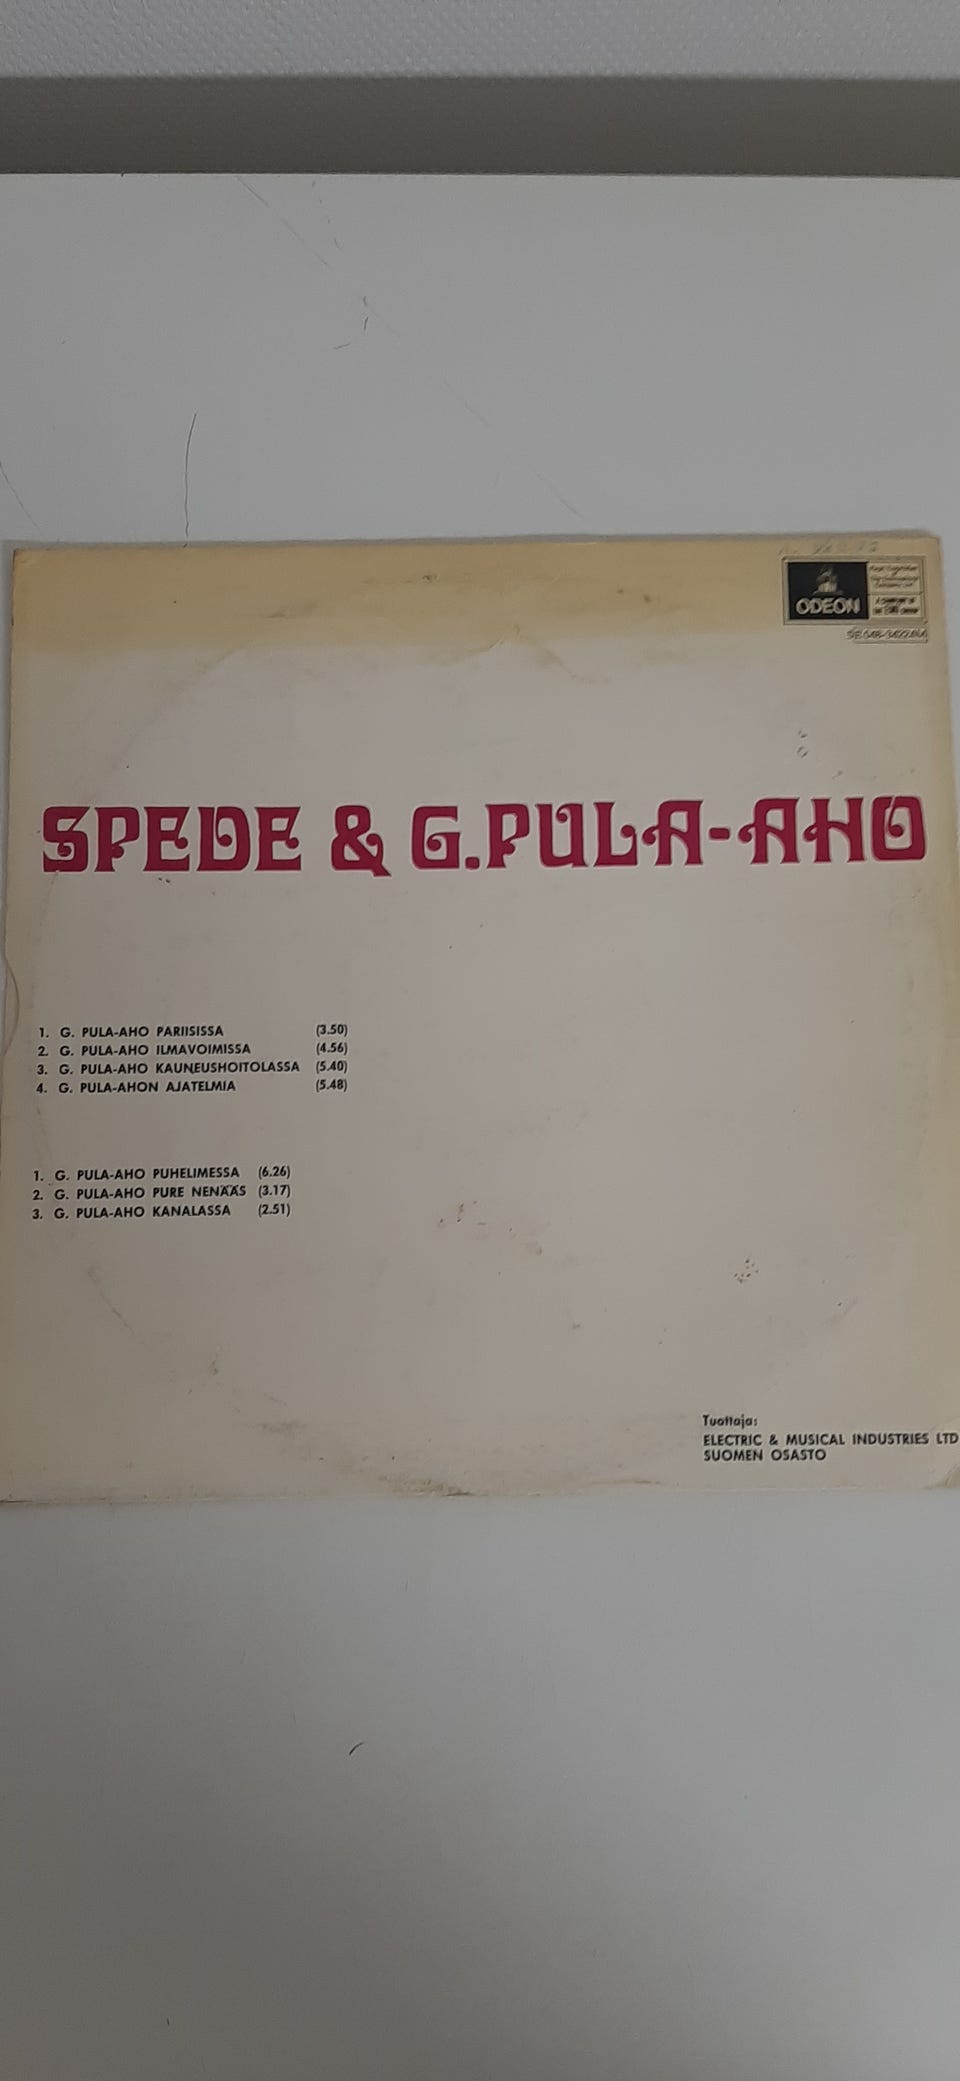 ODEON
SPEDE & G.PULA-AHO
1. G. PULA-AHO PARIISISSA (3.50)
2. G. PULA-AHO ILMAVOIMISSA (4.56)
3. G. PULA-AHO KAUNEUSHOITOLASSA (5.40)
4. G. PULA-AHON AJATELMIA (5.48)
1. G. PULA-AHO PUHELIMESSA (6.26)
2. G. PULA-AHO PURE NENÄÄS (3.17)
3. G. PULA-AHO KANALASSA (2.51)
Tuottaja:
ELECTRIC & MUSICAL INDUSTRIES LTD
SUOMEN OSASTO